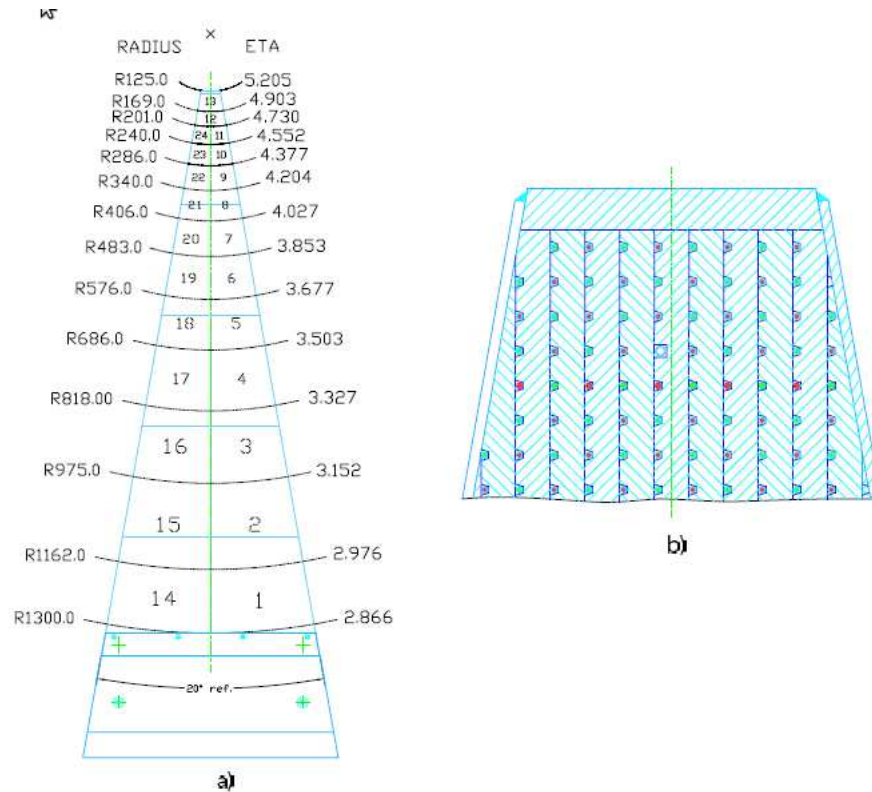 RADIUS ETA
R125.0 5.205
R169.0 13 4.903
R201.0 12 4.730
R240.0 24 11 4.552
R286.0 23 10 4.377
R340.0 22 9 4.204
R406.0 21 8 4.027
R483.0 20 7 3.853
R576.0 19 6 3.677
R686.0 18 5 3.503
R818.00 17 4 3.327
R975.0 16 3 3.152
R1162.0 15 2 2.976
R1300.0 14 1 2.866
20° ref.
a)
b)